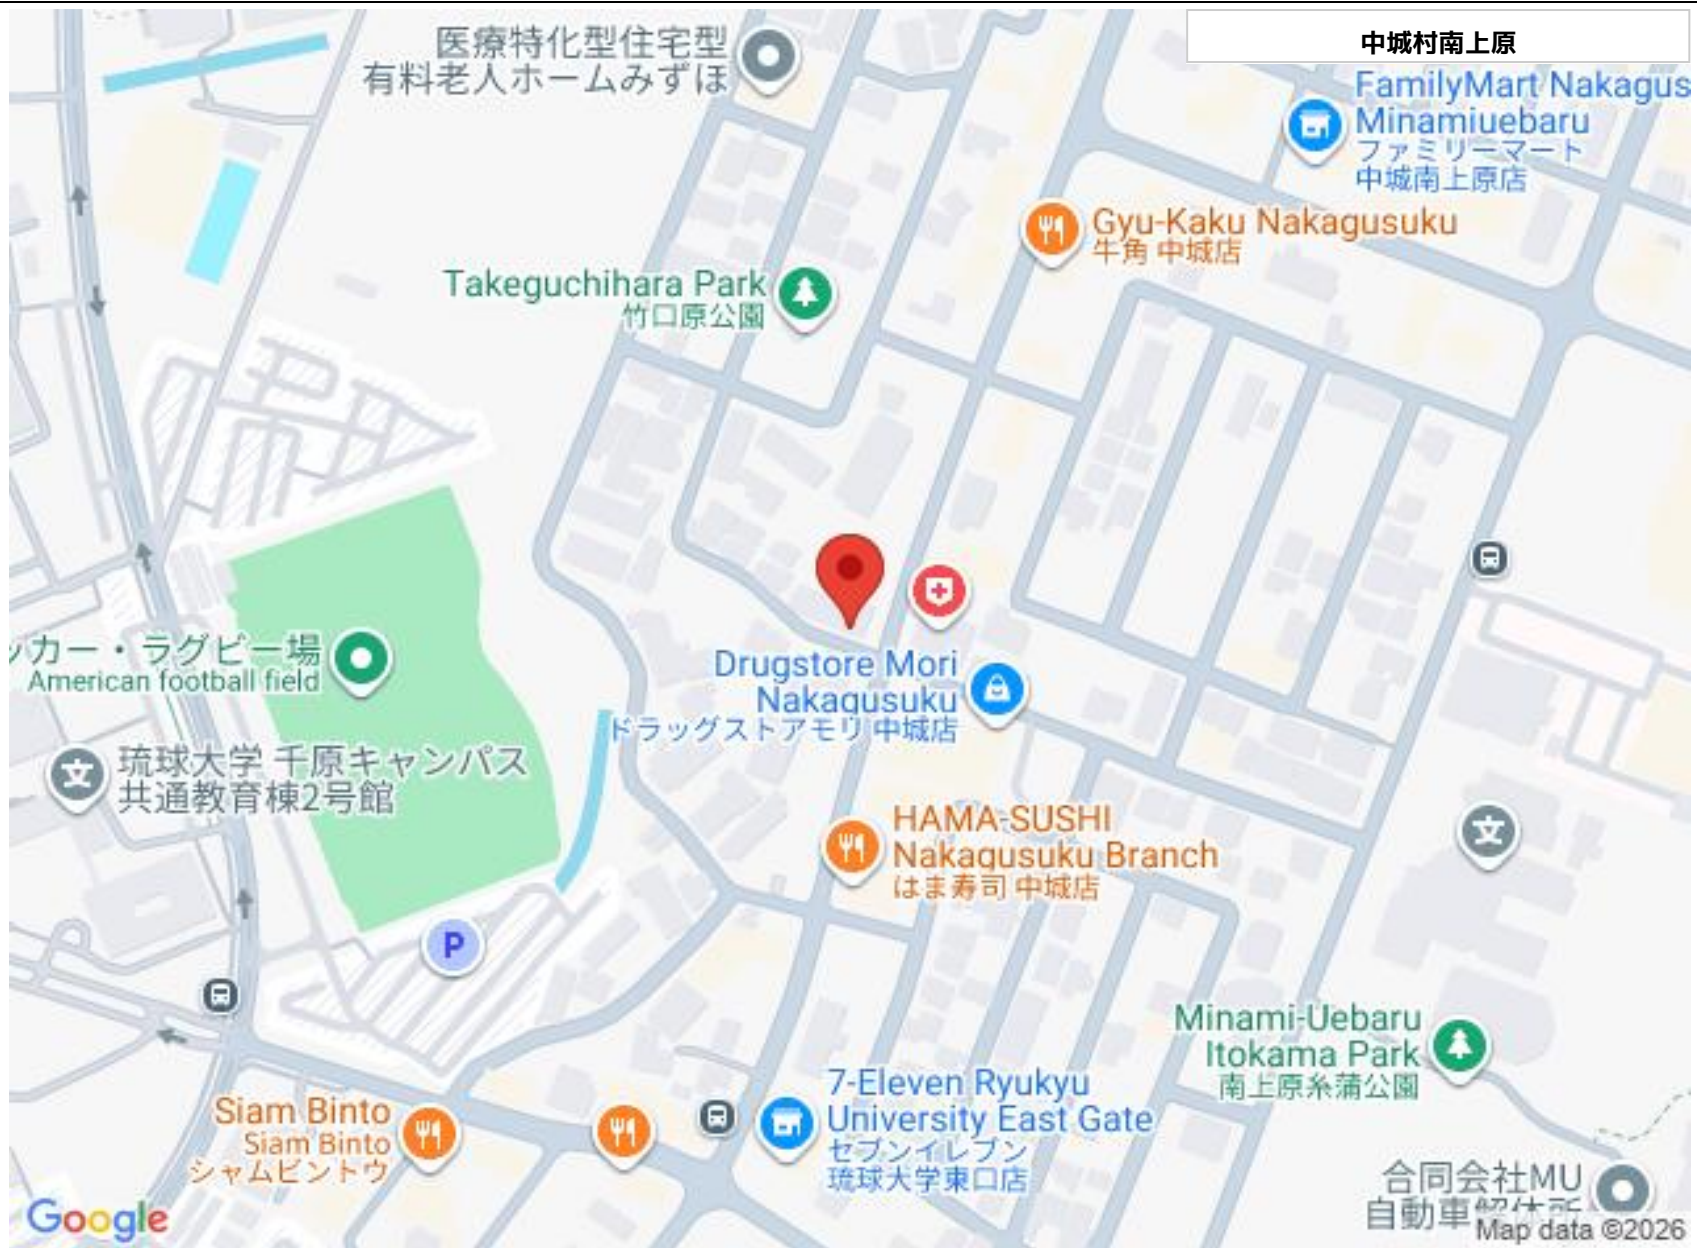 中城村南上原
医療特化型住宅型
有料老人ホームみずほ
FamilyMart Nakagus
Minamiuebaru
ファミリーマート
中城南上原店
Gyu-Kaku Nakagusuku
牛角 中城店
Takeguchihara Park
竹口原公園
ッカー・ラグビー場
American football field
Drugstore Mori
Nakagusuku
ドラッグストアモリ 中城店
琉球大学 千原キャンパス
共通教育棟2号館
文
文
HAMA-SUSHI
Nakagusuku Branch
はま寿司 中城店
P
Minami-Uebaru
Itokama Park
南上原糸蒲公園
7-Eleven Ryukyu
University East Gate
セブンイレブン
琉球大学東口店
Siam Binto
Siam Binto
シャムビントウ
合同会社MU
自動車解体所
Google
Map data ©2026